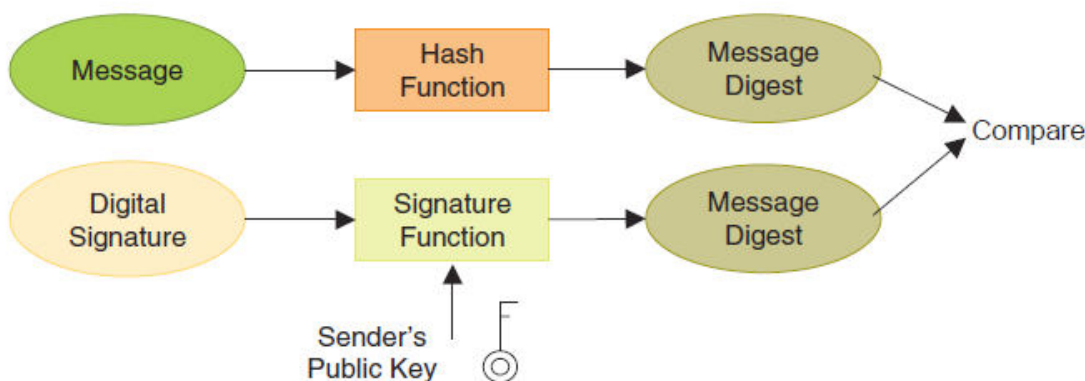 Message
Hash
Function
Message
Digest
Compare
Digital
Signature
Signature
Function
Message
Digest
Sender's
Public Key